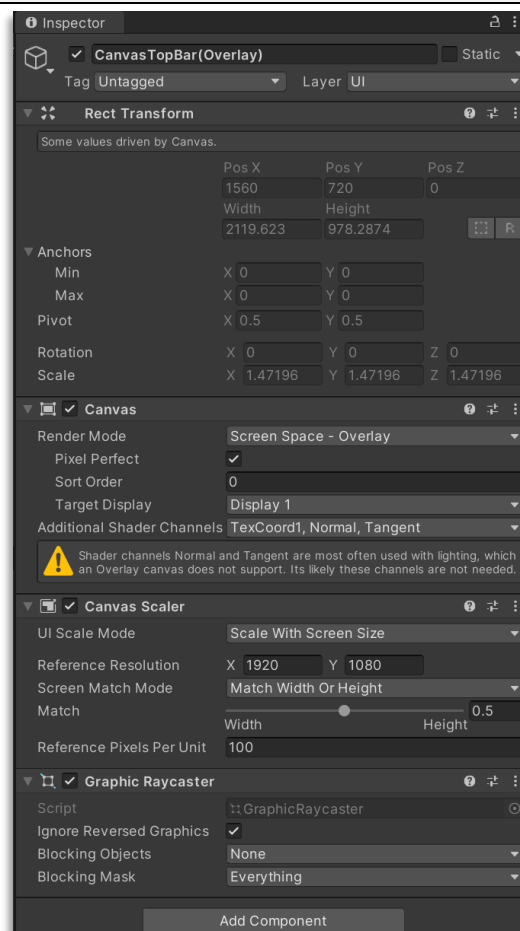 Inspector
CanvasTopBar(Overlay) Static
Tag Untagged Layer UI
Rect Transform
Some values driven by Canvas.
Pos X Pos Y Pos Z
1560 720 0
Width Height
2119.623 978.2874 R
Anchors
Min X 0 Y 0
Max X 0 Y 0
Pivot X 0.5 Y 0.5
Rotation X 0 Y 0 Z 0
Scale X 1.47196 Y 1.47196 Z 1.47196
Canvas
Render Mode Screen Space - Overlay
Pixel Perfect
Sort Order 0
Target Display Display 1
Additional Shader Channels TexCoord1, Normal, Tangent
Shader channels Normal and Tangent are most often used with lighting, which
an Overlay canvas does not support. Its likely these channels are not needed.
Canvas Scaler
UI Scale Mode Scale With Screen Size
Reference Resolution X 1920 Y 1080
Screen Match Mode Match Width Or Height
Match 0.5
Width Height
Reference Pixels Per Unit 100
Graphic Raycaster
Script GraphicRaycaster
Ignore Reversed Graphics
Blocking Objects None
Blocking Mask Everything
Add Component